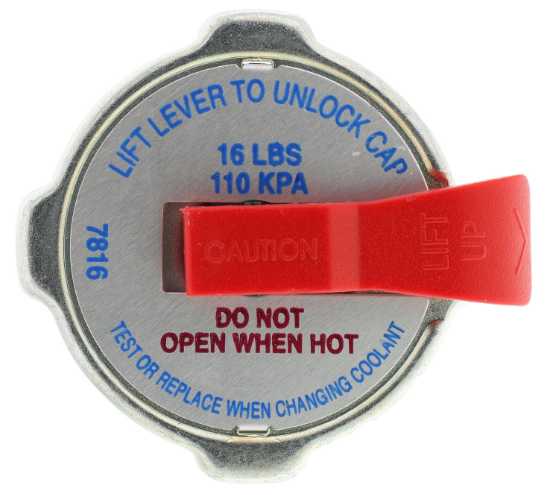 LIFT LEVER TO UNLOCK CAP
16 LBS
110 KPA
7816
CAUTION
LIFT
UP
DO NOT
OPEN WHEN HOT
TEST OR REPLACE WHEN CHANGING COOLANT